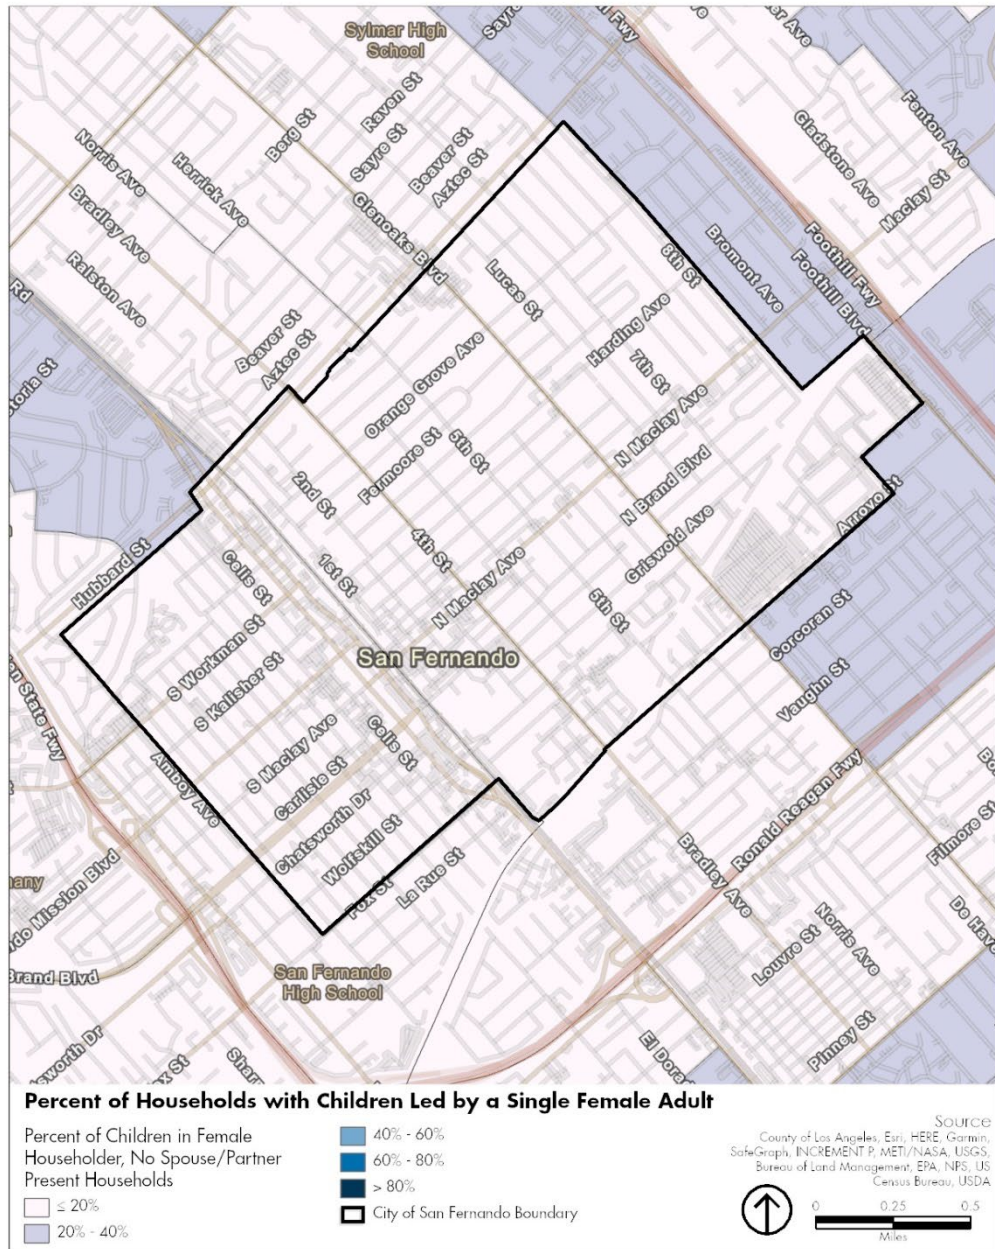 Sylmar High
School
Sayre
Fwy
Raven St
Berg St
Sayre St
Beaver St
Aztec St
Norris Ave
Herrick Ave
Glenoaks Blvd
Bradley Ave
Ralston Ave
Rd
Beaver St
Aztec St
Fenton Ave
Gladstone Ave
Maclay St
Foothill Fwy
Foothill Blvd
Bromont Ave
8th St
Lucas St
Harding Ave
7th St
Orange Grove Ave
5th St
Fermoore St
N Maclay Ave
N Brand Blvd
Griswold Ave
Arroyo St
2nd St
1st St
4th St
N Maclay Ave
5th St
Hubbard St
Celis St
S Workman St
S Kalisher St
San Fernando
Corcoran St
Vaughn St
Amboy Ave
S Maclay Ave
Celis St
Carlisle St
Chatsworth Dr
Wolfskill St
Fox St
La Rue St
State Fwy
Mission Blvd
Brand Blvd
Ronald Reagan Fwy
Bradley Ave
Filmore St
Norris Ave
Louvre St
Pinney St
San Fernando
High School
Percent of Households with Children Led by a Single Female Adult
Percent of Children in Female
Householder, No Spouse/Partner
Present Households
≤ 20%
20% - 40%
40% - 60%
60% - 80%
> 80%
City of San Fernando Boundary
Source
County of Los Angeles, Esri, HERE, Garmin,
SafeGraph, INCREMENT P, METI/NASA, USGS,
Bureau of Land Management, EPA, NPS, US
Census Bureau, USDA
0 0.25 0.5
Miles